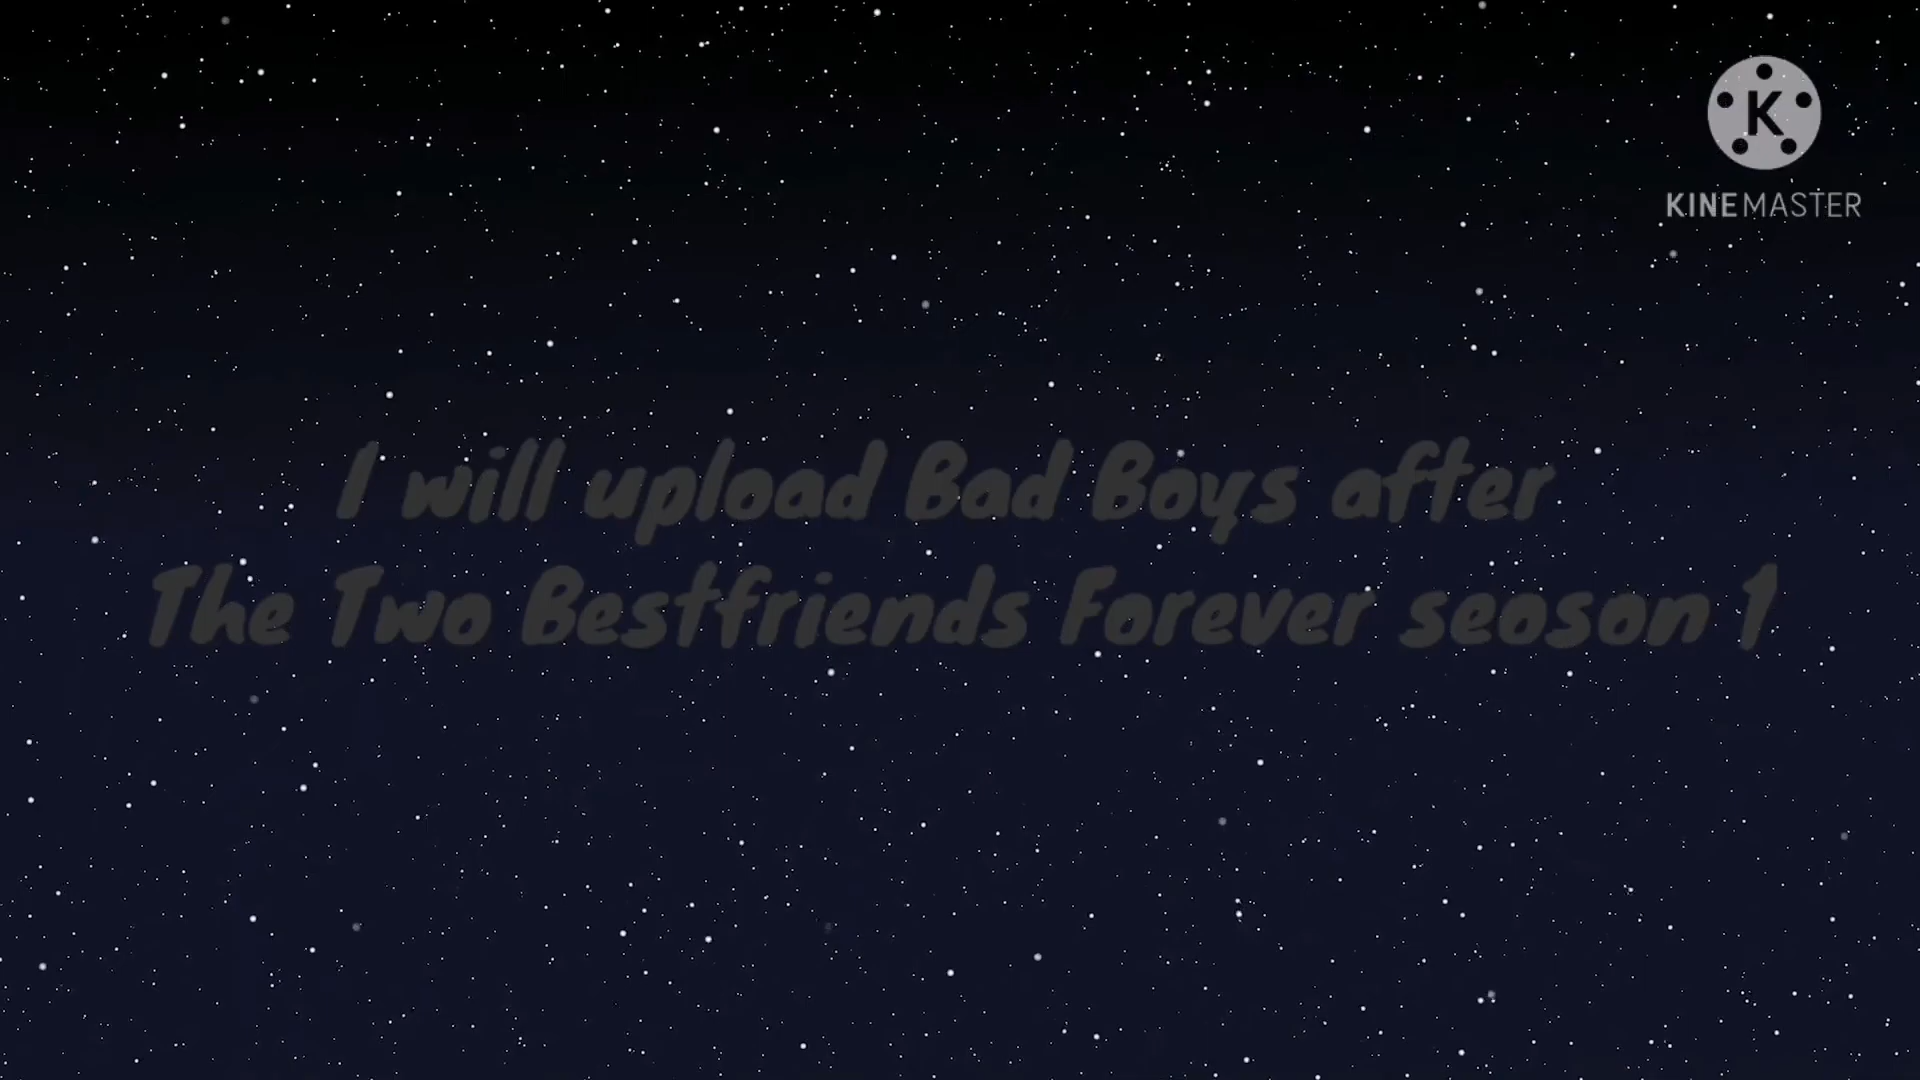 K
KINEMASTER
I will upload Bad Boys after
The Two Bestfriends Forever seoson 1